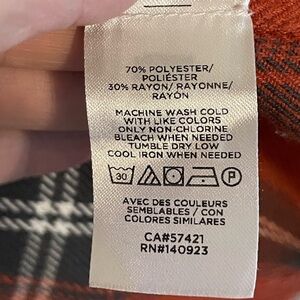 70% POLYESTER/
POLIÉSTER
30% RAYON/RAYONNE/
RAYÓN
MACHINE WASH COLD
WITH LIKE COLORS
ONLY NON-CHLORINE
BLEACH WHEN NEEDED
TUMBLE DRY LOW
COOL IRON WHEN NEEDED
30 P
AVEC DES COULEURS
SEMBLABLES / CON
COLORES SIMILARES
CA#57421
RN#140923